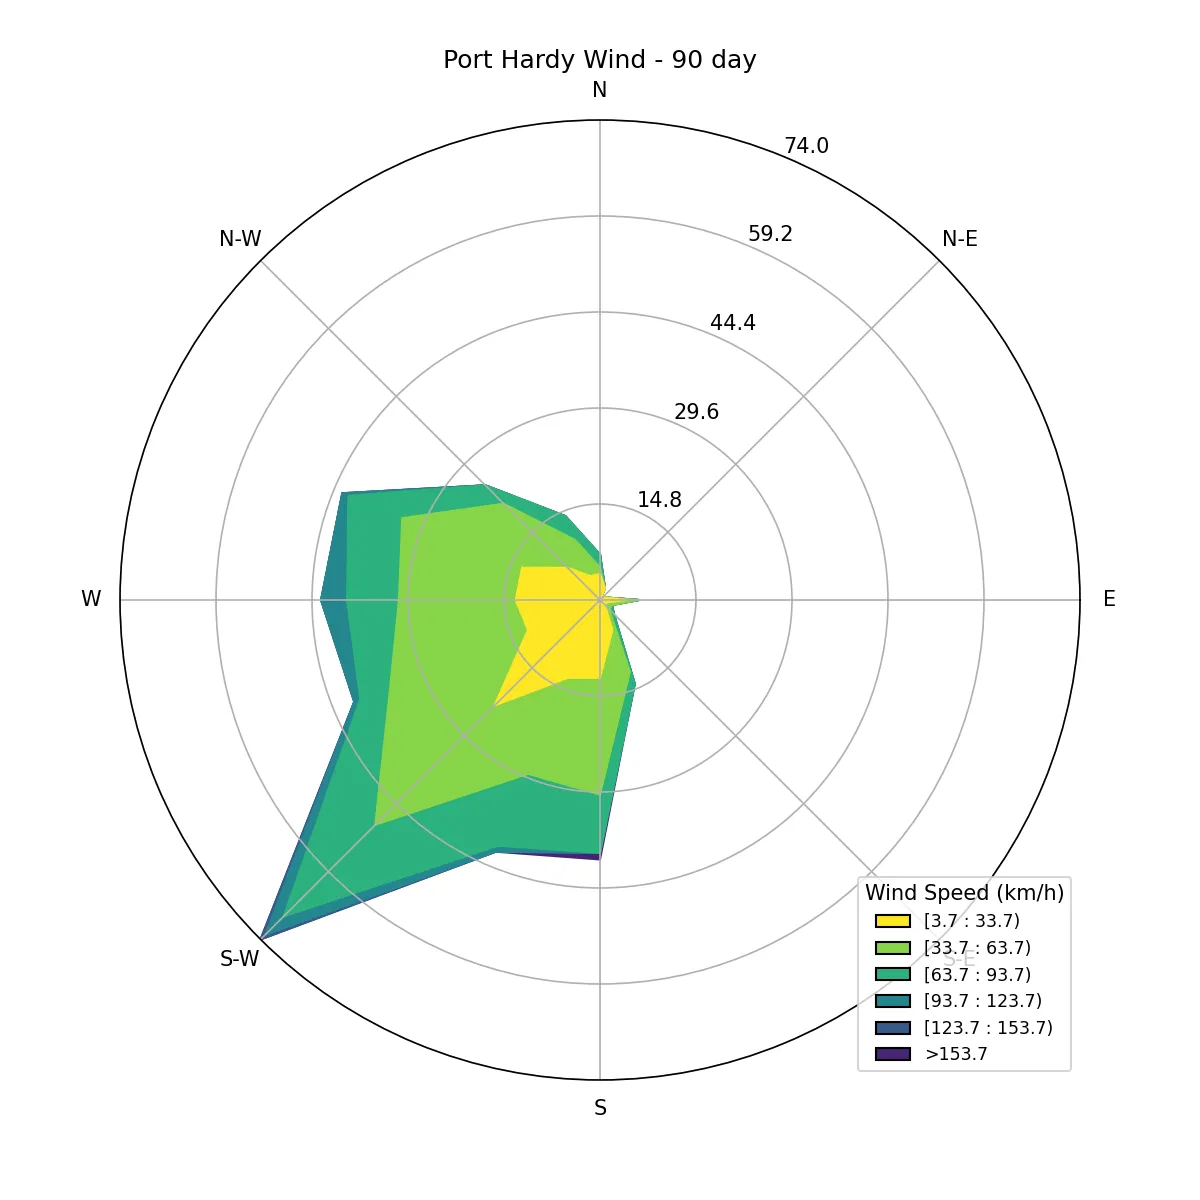 Port Hardy Wind - 90 day
N
74.0
N-W
59.2
N-E
44.4
29.6
14.8
W
E
Wind Speed (km/h)
[3.7 : 33.7)
[33.7 : 63.7)
S-W
S-E
[63.7 : 93.7)
[93.7 : 123.7)
[123.7 : 153.7)
>153.7
S